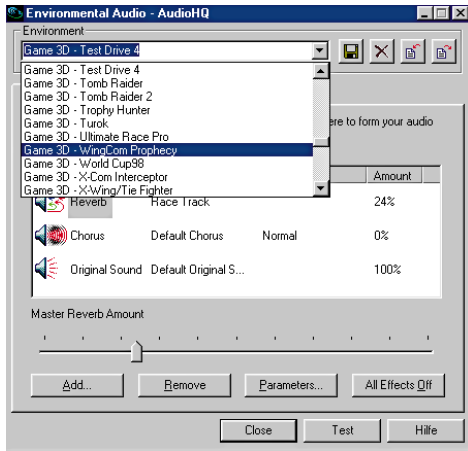 Environmental Audio - AudioHQ
Environment
Game 3D - Test Drive 4
Game 3D - Test Drive 4
Game 3D - Tomb Raider
Game 3D - Tomb Raider 2
Game 3D - Trophy Hunter
Game 3D - Turok
Game 3D - Ultimate Race Pro
ere to form your audio
Game 3D - WingCom Prophecy
Game 3D - World Cup98
Game 3D - X-Com Interceptor
Amount
Game 3D - X-Wing/Tie Fighter
Reverb Race Track 24%
Chorus Default Chorus Normal 0%
Original Sound Default Original S... 100%
Master Reverb Amount
Add... Remove Parameters... All Effects Off
Close Test Hilfe